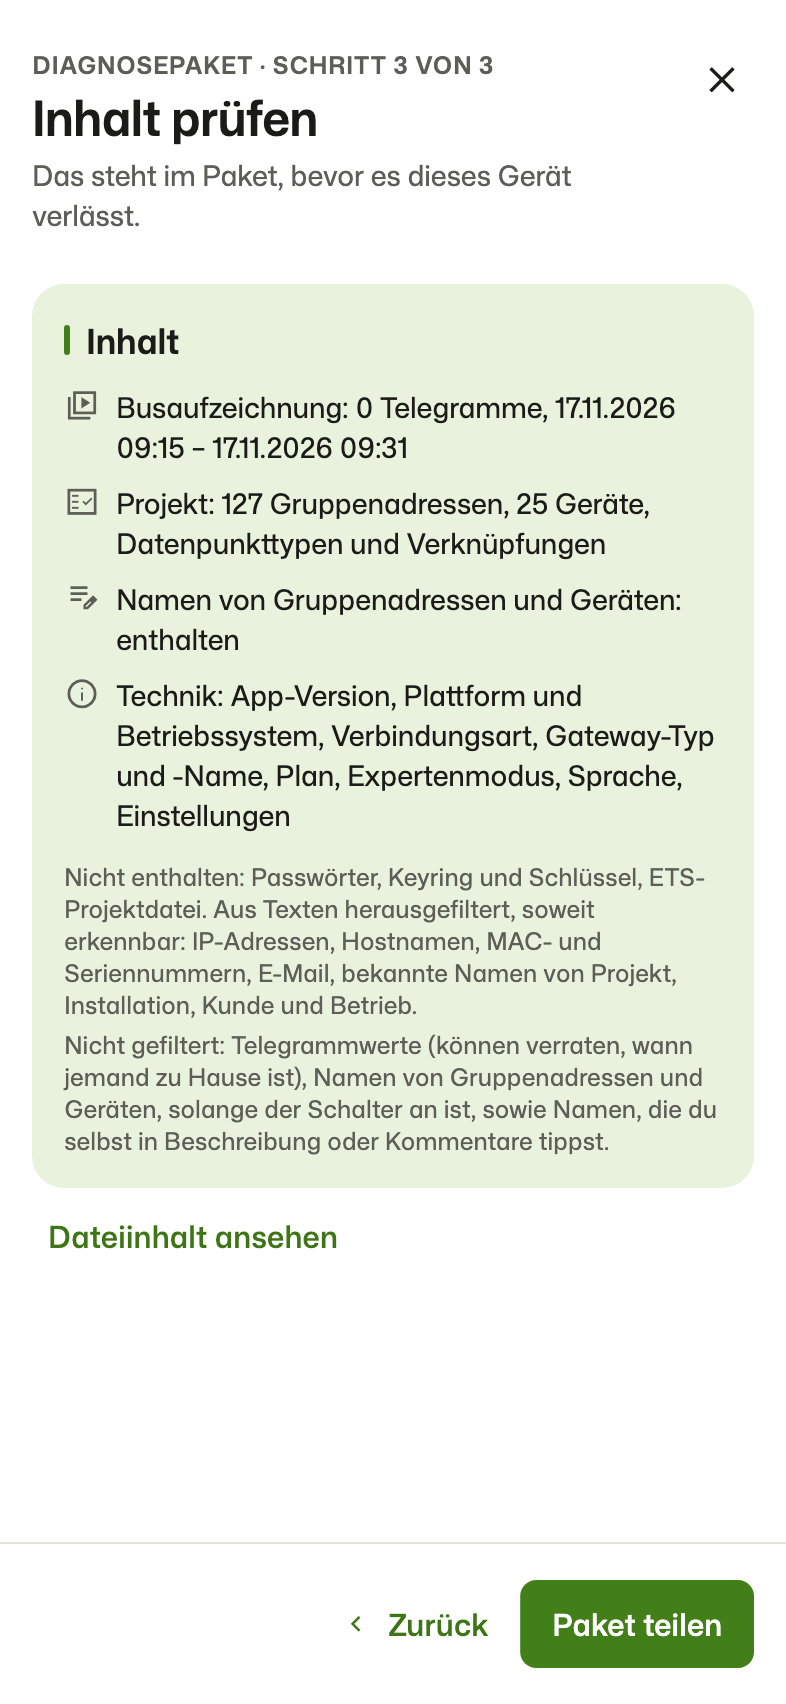 DIAGNOSEPAKET · SCHRITT 3 VON 3
Inhalt prüfen
Das steht im Paket, bevor es dieses Gerät
verlässt.
Inhalt
Busaufzeichnung: 0 Telegramme, 17.11.2026
09:15 – 17.11.2026 09:31
Projekt: 127 Gruppenadressen, 25 Geräte,
Datenpunkttypen und Verknüpfungen
Namen von Gruppenadressen und Geräten:
enthalten
Technik: App-Version, Plattform und
Betriebssystem, Verbindungsart, Gateway-Typ
und -Name, Plan, Expertenmodus, Sprache,
Einstellungen
Nicht enthalten: Passwörter, Keyring und Schlüssel, ETS-
Projektdatei. Aus Texten herausgefiltert, soweit
erkennbar: IP-Adressen, Hostnamen, MAC- und
Seriennummern, E-Mail, bekannte Namen von Projekt,
Installation, Kunde und Betrieb.
Nicht gefiltert: Telegrammwerte (können verraten, wann
jemand zu Hause ist), Namen von Gruppenadressen und
Geräten, solange der Schalter an ist, sowie Namen, die du
selbst in Beschreibung oder Kommentare tippst.
Dateiinhalt ansehen
Zurück
Paket teilen